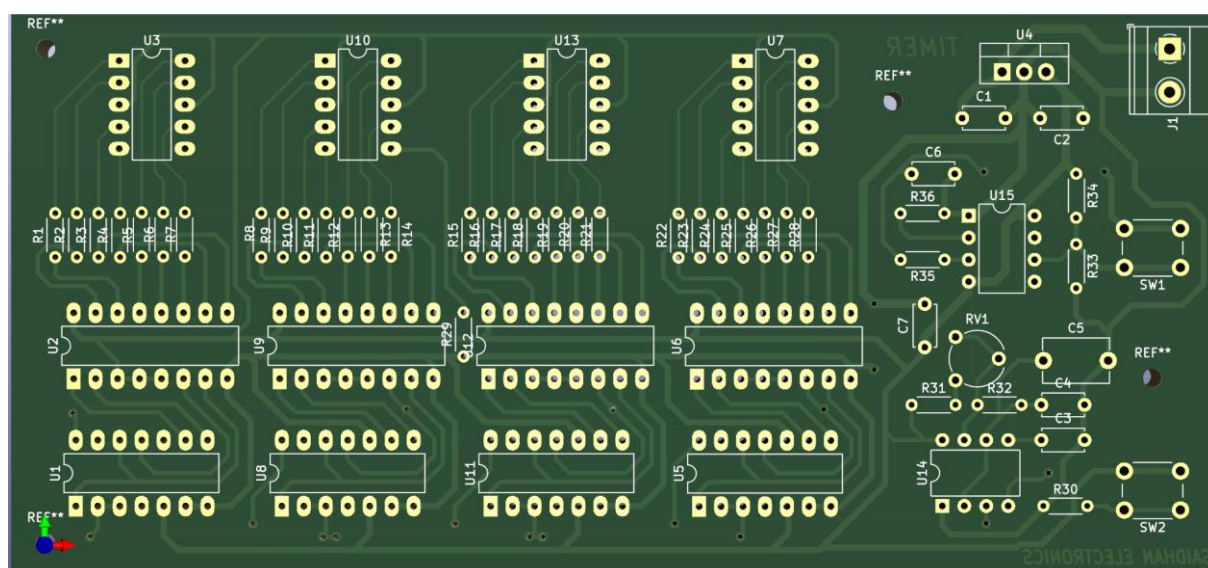 REF**
U3
U10
U13
U7
TIMER
U4
J1
REF**
C1
C2
C6
R36
U15
R34
R1
R2
R3
R4
R5
R6
R7
R8
R9
R10
R11
R12
R13
R14
R15
R16
R17
R18
R19
R20
R21
R22
R23
R24
R25
R26
R27
R28
R35
R33
SW1
U2
U9
R29
U12
U6
C7
RV1
C5
REF**
R31
R32
C4
C3
U1
U8
U11
U5
U14
R30
SW2
REF**
SAIDHAN ELECTRONICS